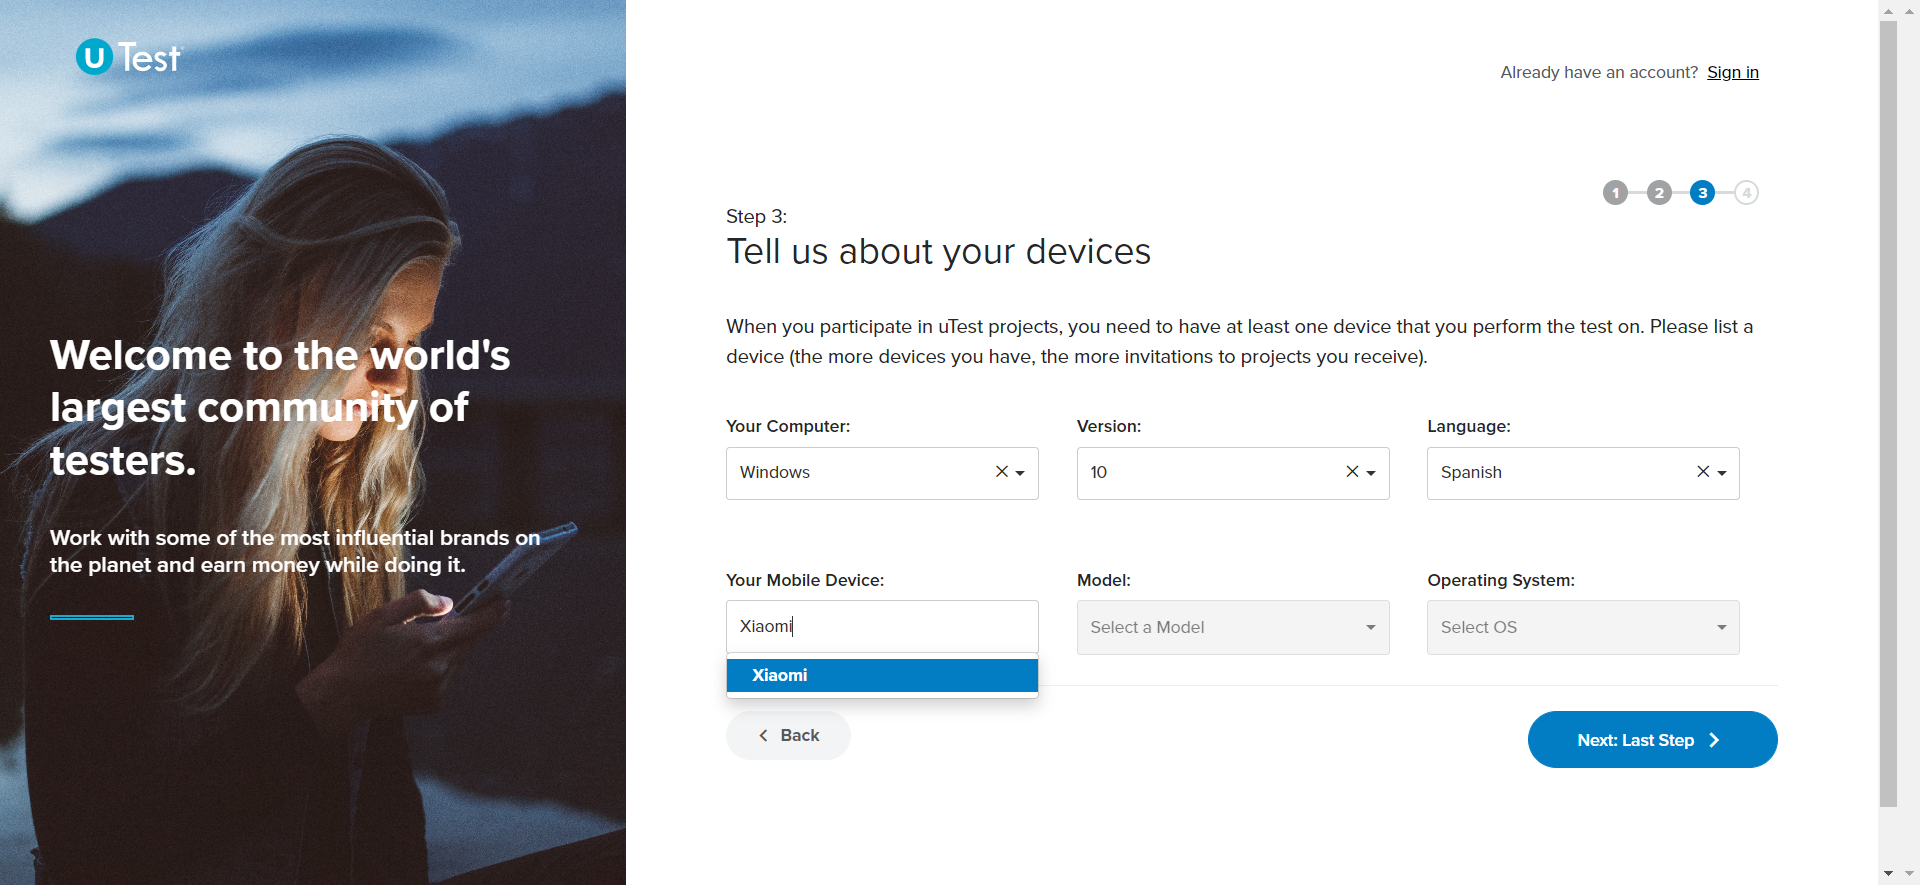 U Test
Welcome to the world's
largest community of
testers.
Work with some of the most influential brands on
the planet and earn money while doing it.
Already have an account? Sign in
1 2 3 4
Step 3:
Tell us about your devices
When you participate in uTest projects, you need to have at least one device that you perform the test on. Please list a
device (the more devices you have, the more invitations to projects you receive).
Your Computer: Version: Language:
Windows 10 Spanish
Your Mobile Device: Model: Operating System:
Xiaomi Select a Model Select OS
Xiaomi
Back Next: Last Step